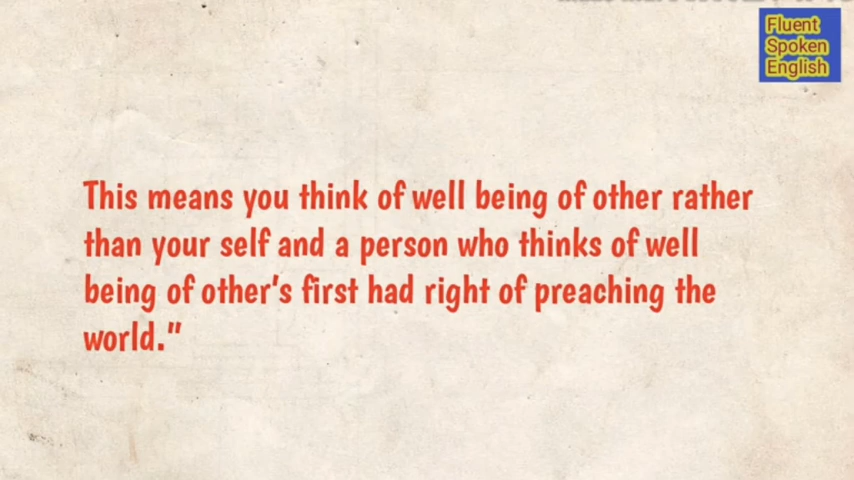 Fluent
Spoken
English
This means you think of well being of other rather
than your self and a person who thinks of well
being of other's first had right of preaching the
world."